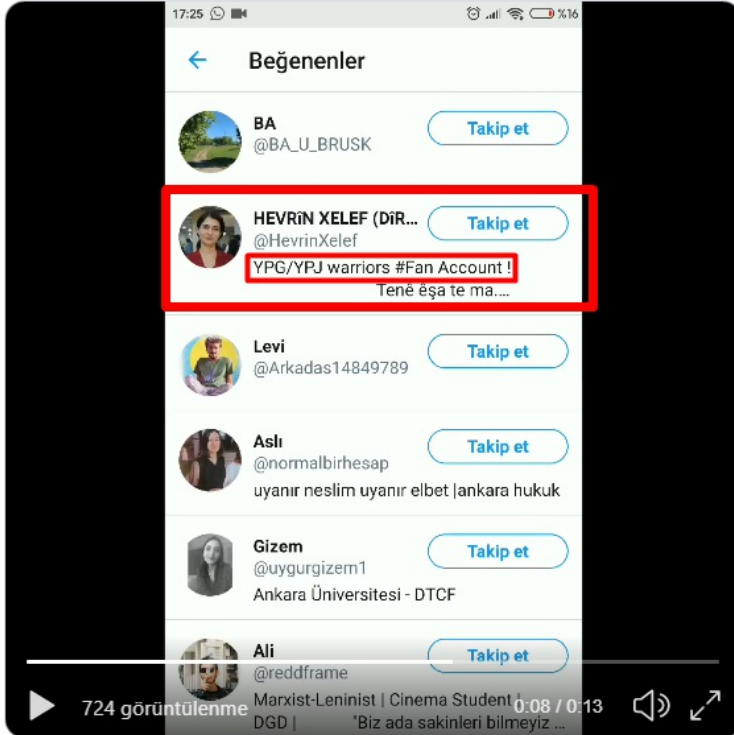 17:25 %16
Beğenenler
BA
@BA_U_BRUSK
Takip et
HEVRîN XELEF (DîR...
@HevrinXelef
Takip et
YPG/YPJ warriors #Fan Account !
Tenê êşa te ma....
Levi
@Arkadas14849789
Takip et
Aslı
@normalbirhesap
Takip et
uyanır neslim uyanır elbet |ankara hukuk
Gizem
@uygurgizem1
Takip et
Ankara Üniversitesi - DTCF
Ali
@reddframe
Takip et
Marxist-Leninist | Cinema Student |
DGD | "Biz ada sakinleri bilmeyiz ...
724 görüntülenme 0:08 / 0:13